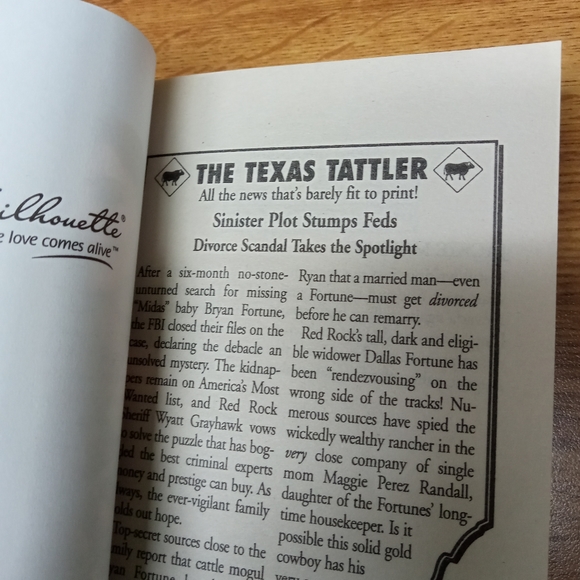 Silhouette®
love comes alive™
THE TEXAS TATTLER
All the news that's barely fit to print!
Sinister Plot Stumps Feds
Divorce Scandal Takes the Spotlight
After a six-month no-stone-
unturned search for missing
"Midas" baby Bryan Fortune,
the FBI closed their files on the
case, declaring the debacle an
unsolved mystery. The kidnap-
pers remain on America's Most
Wanted list, and Red Rock
Sheriff Wyatt Grayhawk vows
to solve the puzzle that has bog-
gled the best criminal experts
money and prestige can buy. As
always, the ever-vigilant family
holds out hope.
Top-secret sources close to the
family report that cattle mogul
Ryan Fortune
Ryan that a married man—even
a Fortune—must get divorced
before he can remarry.
Red Rock's tall, dark and eligi-
ble widower Dallas Fortune has
been "rendezvousing" on the
wrong side of the tracks! Nu-
merous sources have spied the
wickedly wealthy rancher in the
very close company of single
mom Maggie Perez Randall,
daughter of the Fortunes' long-
time housekeeper. Is it
possible this solid gold
cowboy has his